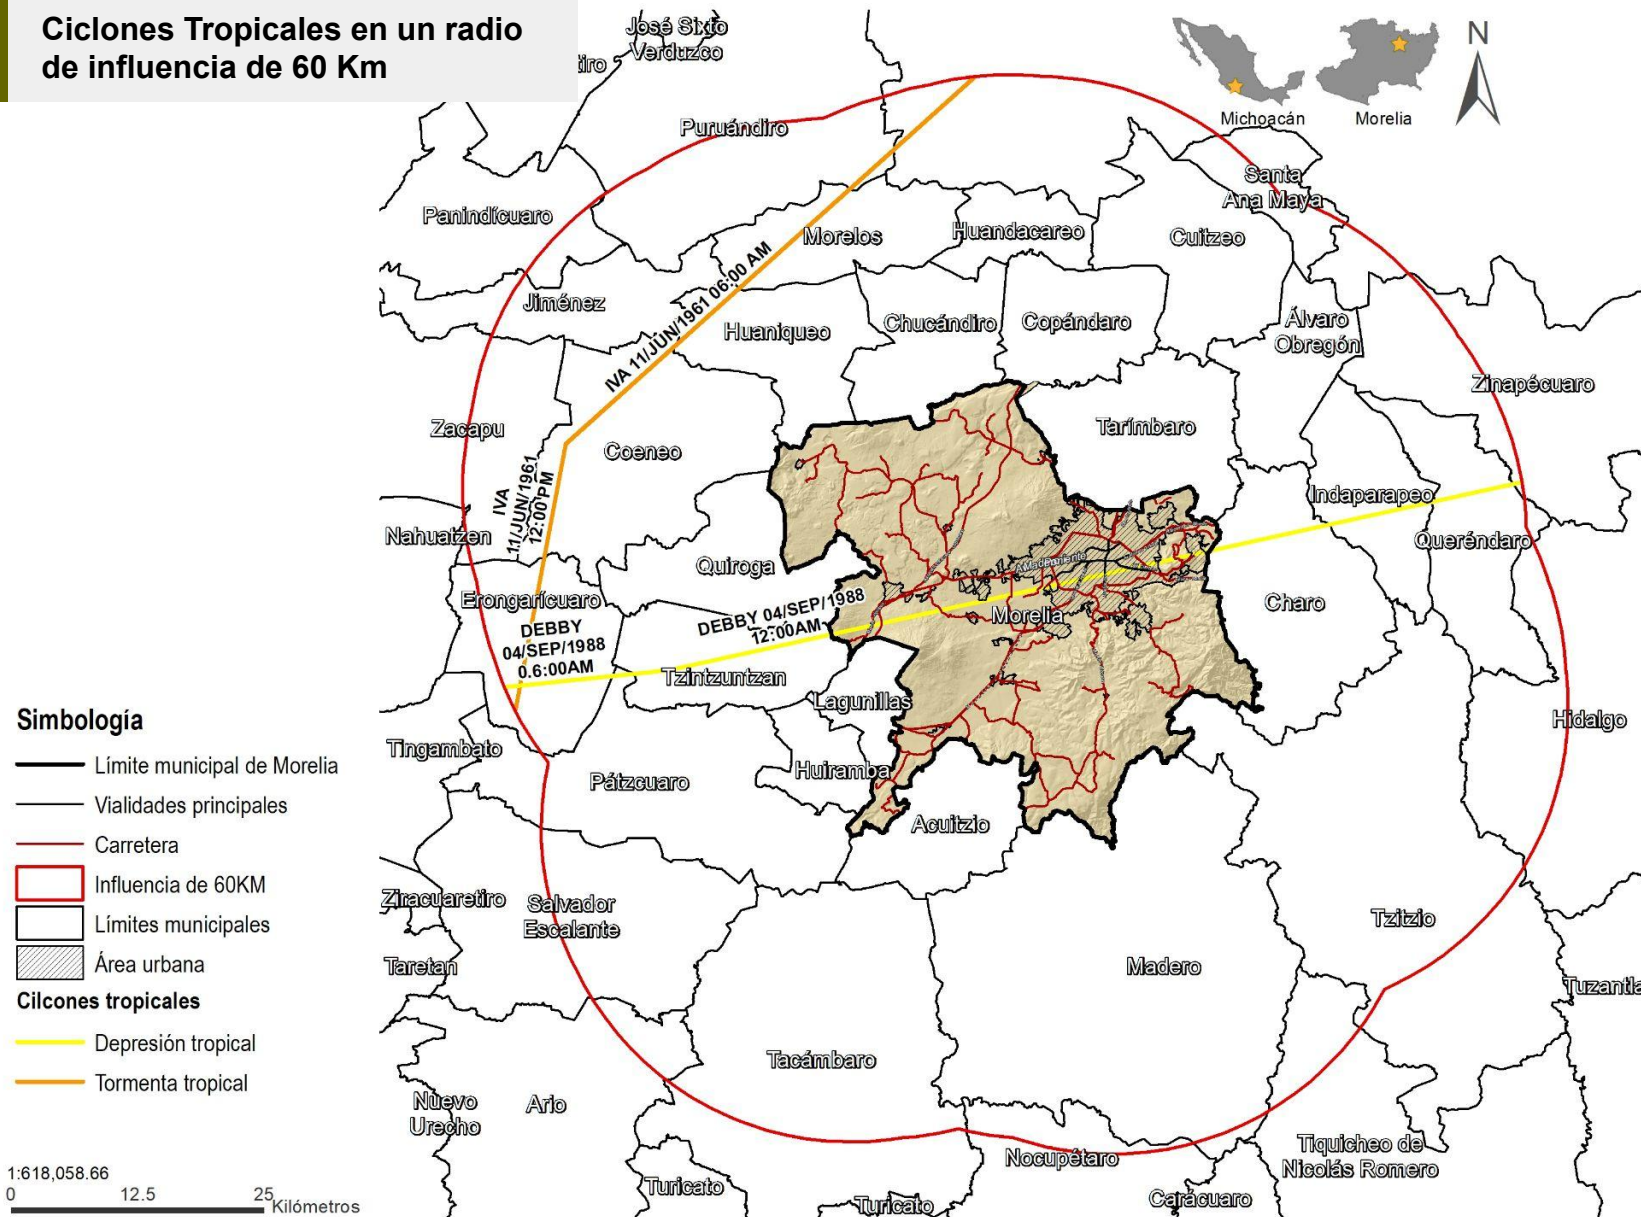 Ciclones Tropicales en un radio
de influencia de 60 Km
José Sixto
Verduzco
tiro
N
Michoacán
Morelia
Puruándiro
Santa
Ana Maya
Panindícuaro
Morelos
Huandacareo
Cuitzeo
IVA 11/JUN/1961 06:00 AM
Jiménez
Huaniqueo
Chucándiro
Copándaro
Álvaro
Obregón
Zinapécuaro
Zacapu
Coeneo
Tarímbaro
IVA
11/JUN/1961
12:00PM
Indaparapeo
Nahuatzen
Queréndaro
Quiroga
Erongarícuaro
Charo
DEBBY 04/SEP/1988
12:00AM
Morelia
DEBBY
04/SEP/1988
0.6:00AM
Tzintzuntzan
Lagunillas
Hidalgo
Tingambato
Pátzcuaro
Huiramba
Acuitzio
Ziracuaretiro
Salvador
Escalante
Tzitzio
Taretan
Madero
Tuzantla
Tacámbaro
Nuevo
Urecho
Ario
Nocupétaro
Tiquicheo de
Nicolás Romero
Turicato
Turicato
Carácuaro
Simbología
Límite municipal de Morelia
Vialidades principales
Carretera
Influencia de 60KM
Límites municipales
Área urbana
Cilcones tropicales
Depresión tropical
Tormenta tropical
1:618,058.66
0 12.5 25
Kilómetros